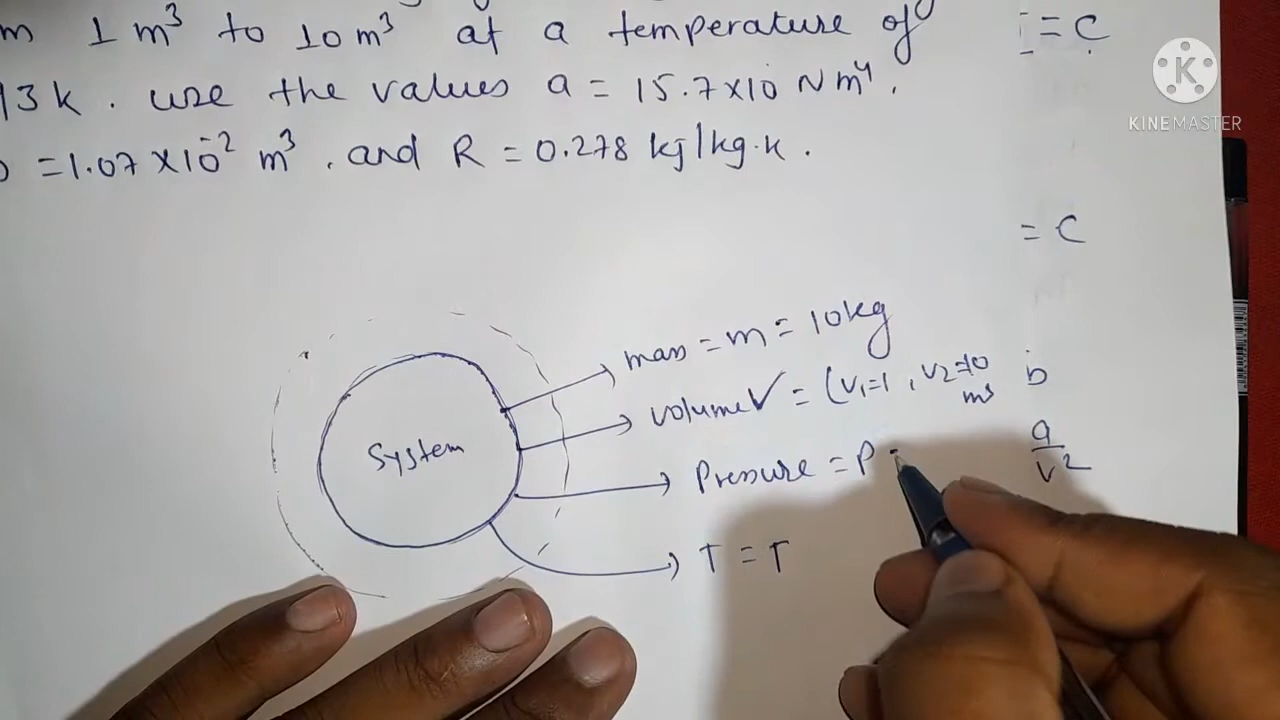 m 1 m³ to 10 m³ at a temperature of
13 K . use the values a = 15.7×10 Nm⁴ .
= 1.07 × 10⁻² m³ . and R = 0.278 kJ/kg.K .
= C
= C
K
KINEMASTER
System
mass = m = 10kg
volume V = (V₁=1 , V₂=10
m³
b
Pressure = P =
a
V²
T = T